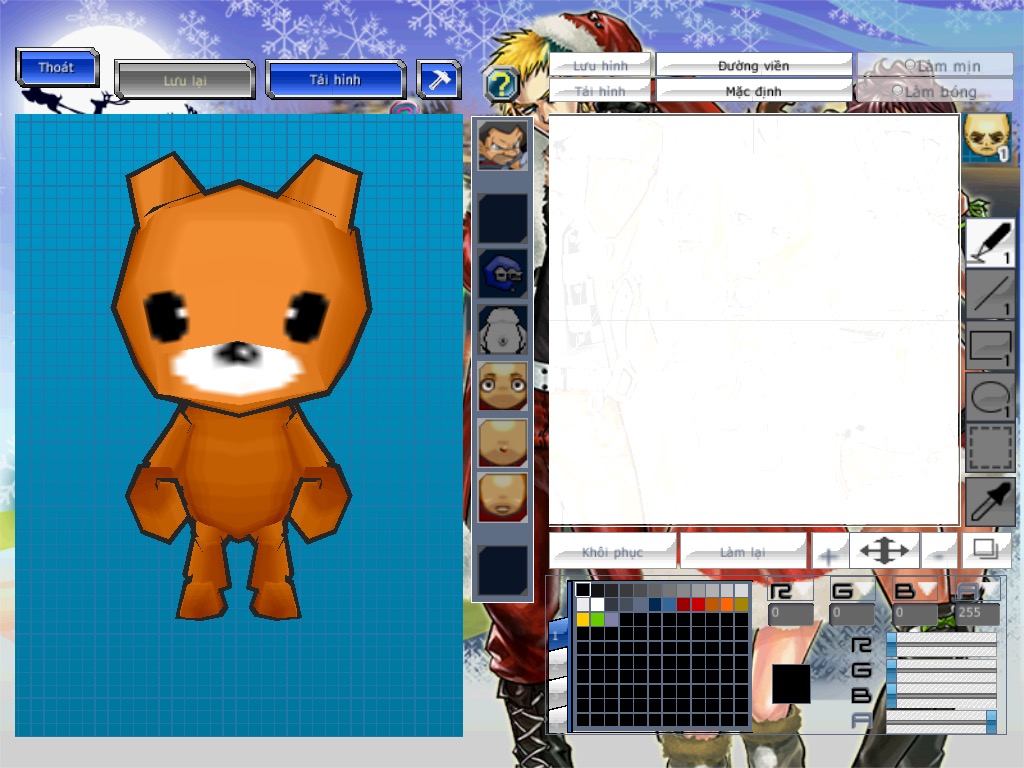 Thoát
Lưu lại
Tải hình
?
Lưu hình
Đường viền
Làm mịn
Tải hình
Mặc định
Làm bóng
1
1
1
1
1
Khôi phục
Làm lại
+
-
R G B A
0 0 0 255
1
R
G
B
A